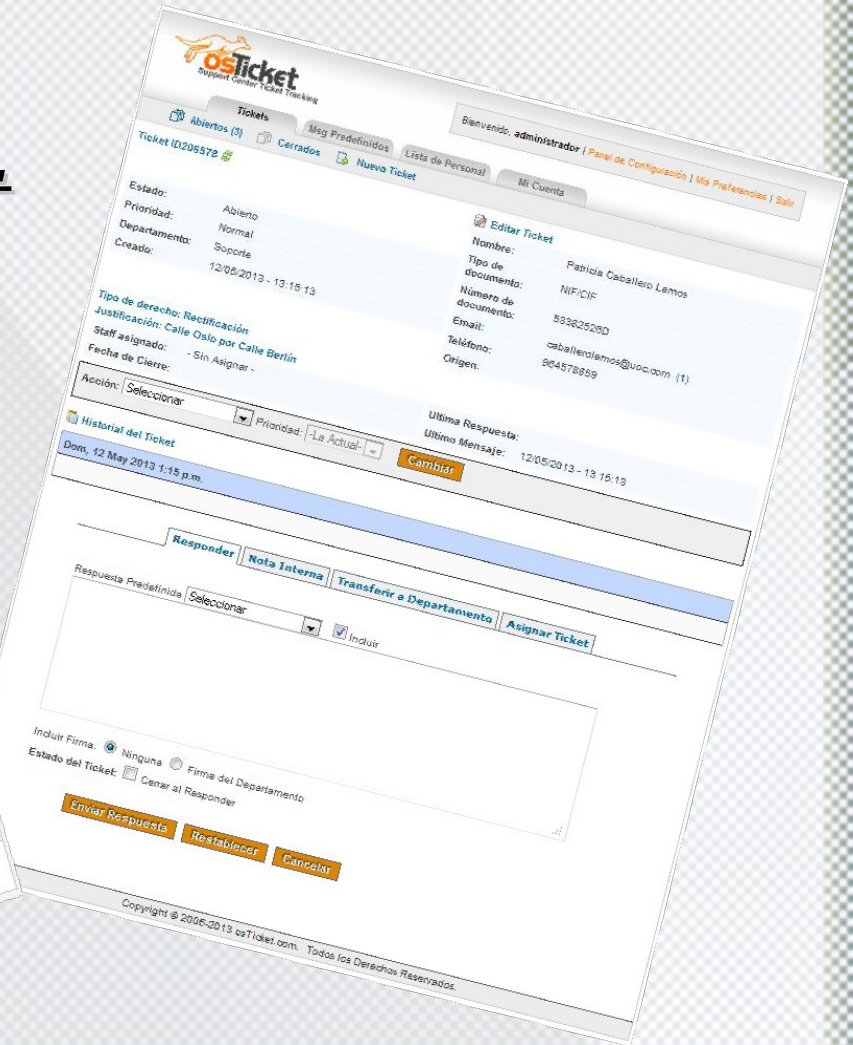 osTicket
Support Center Ticket Tracking
Bienvenido, administrador | Panel de Configuración | Mis Preferencias | Salir
Tickets
Msg Predefinidos
Lista de Personal
Mi Cuenta
Abiertos (3)
Cerrados
Nuevo Ticket
Ticket ID206578
Editar Ticket
Estado: Abierto
Prioridad: Normal
Departamento: Soporte
Creado: 12/05/2013 - 13:15:13
Nombre: Patricia Caballero Lemos
Tipo de documento: NIF/CIF
Número de documento: 53382526D
Email: caballerolemos@uoc.com (1)
Teléfono: 964578889
Origen:
Tipo de derecho: Rectificación
Justificación: Calle Oslo por Calle Berlín
Staff asignado: - Sin Asignar -
Fecha de Cierre:
Ultima Respuesta:
Ultimo Mensaje: 12/05/2013 - 13:15:13
Acción: Seleccionar Prioridad: -La Actual- Cambiar
Historial del Ticket
Dom, 12 May 2013 1:15 p.m.
Responder
Nota Interna
Transferir a Departamento
Asignar Ticket
Respuesta Predefinida Seleccionar Incluir
Incluir Firma. Ninguna Firma del Departamento
Estado del Ticket: Cerrar al Responder
Enviar Respuesta
Restablecer
Cancelar
Copyright © 2006-2013 osTicket.com. Todos los Derechos Reservados.